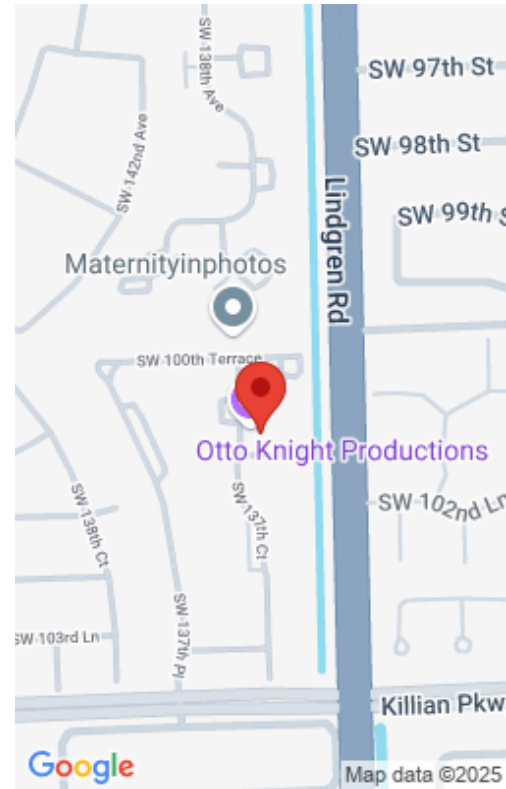 SW 138th Ave
SW 97th St
SW 142nd Ave
SW 98th St
Lindgren Rd
SW 99th S
Maternityinphotos
SW 100th Terrace
Otto Knight Productions
SW 138th Ct
SW 137th Ct
SW 102nd Ln
SW 103rd Ln
SW 137th Pl
Killian Pkw
Google
Map data ©2025